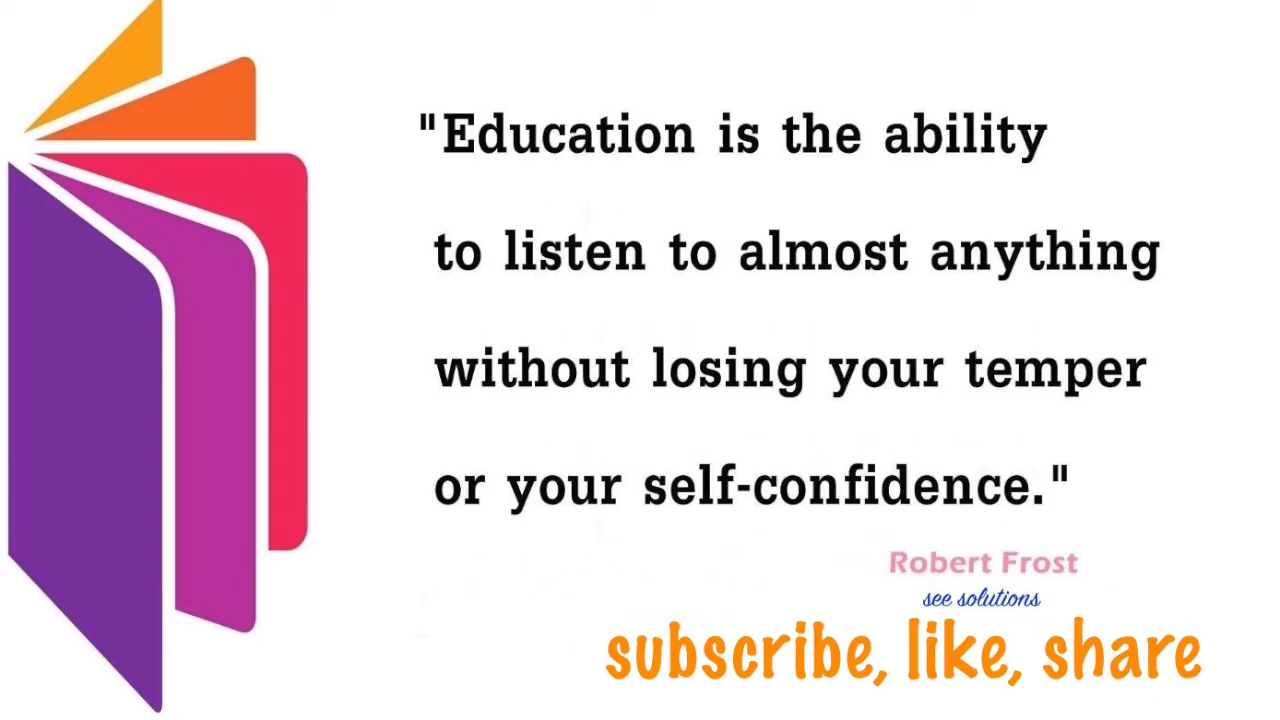 "Education is the ability
to listen to almost anything
without losing your temper
or your self-confidence."
Robert Frost
see solutions
subscribe, like, share